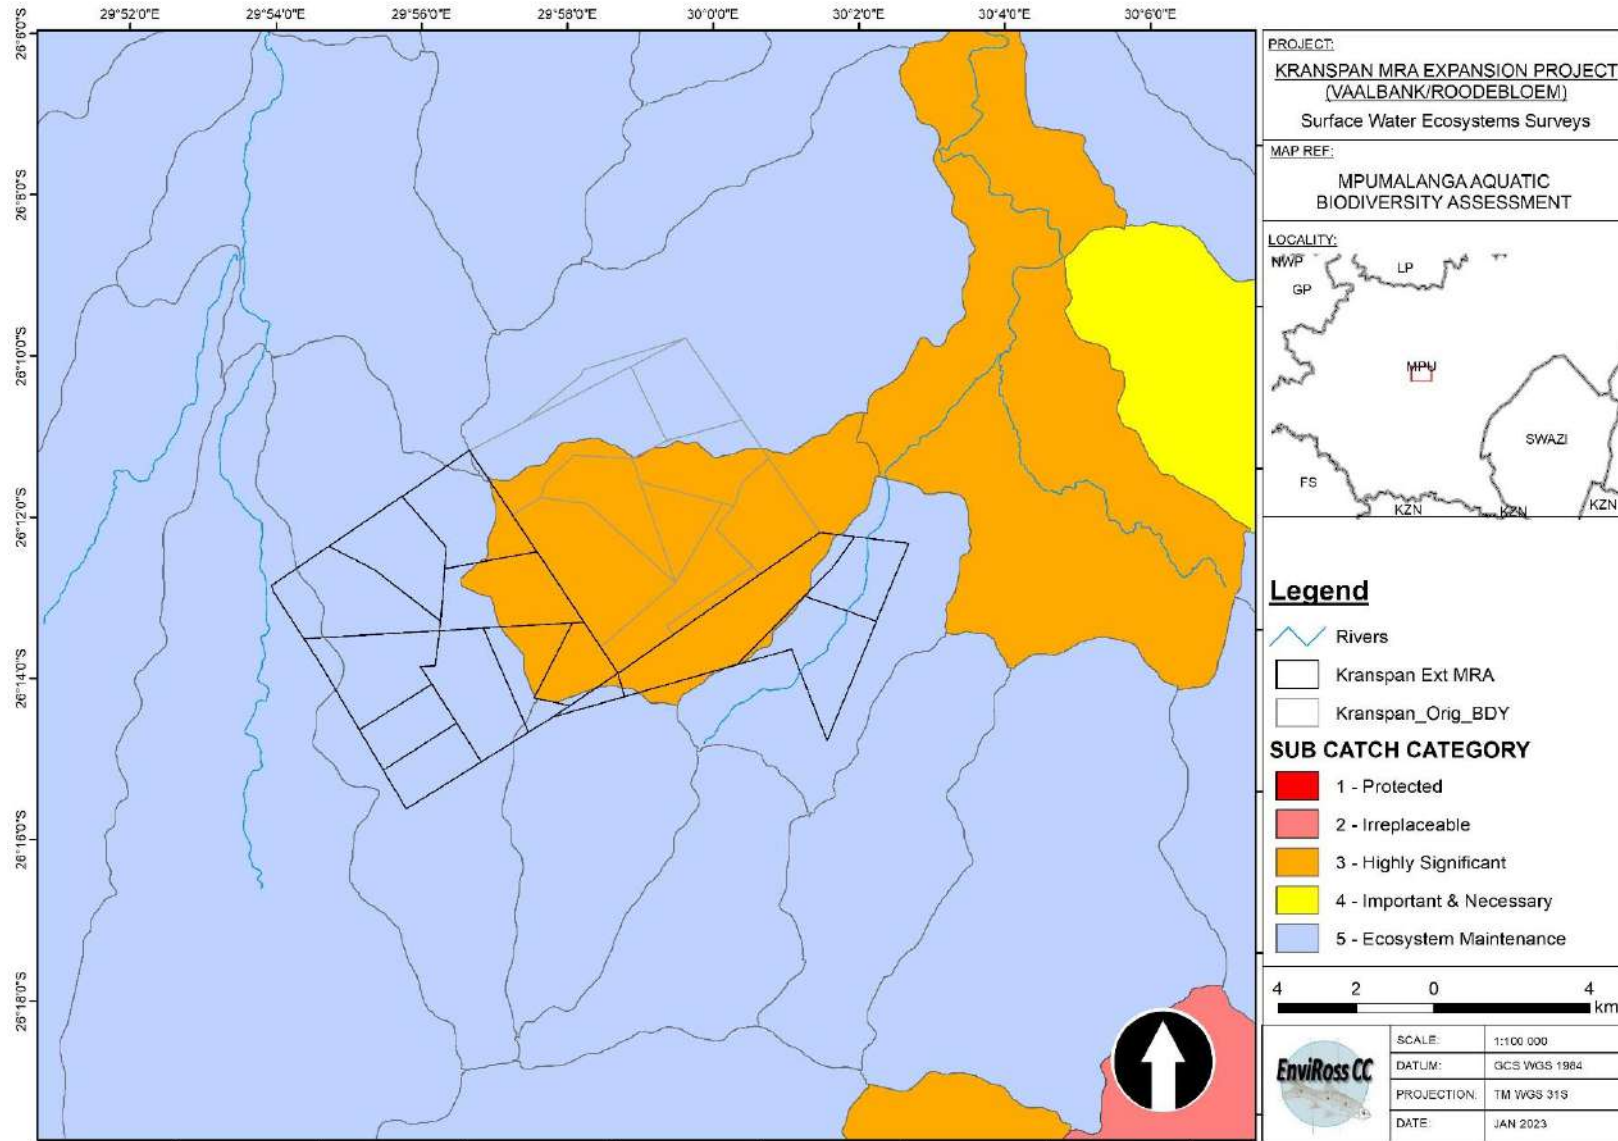 29°52'0"E
29°54'0"E
29°56'0"E
29°58'0"E
30°0'0"E
30°2'0"E
30°4'0"E
30°6'0"E
26°6'0"S
26°8'0"S
26°10'0"S
26°12'0"S
26°14'0"S
26°16'0"S
26°18'0"S
PROJECT:
KRANSPAN MRA EXPANSION PROJECT
(VAALBANK/ROODEBLOEM)
Surface Water Ecosystems Surveys
MAP REF:
MPUMALANGA AQUATIC
BIODIVERSITY ASSESSMENT
LOCALITY:
NWP
LP
GP
MPU
SWAZI
FS
KZN
KZN
KZN
Legend
Rivers
Kranspan Ext MRA
Kranspan_Orig_BDY
SUB CATCH CATEGORY
1 - Protected
2 - Irreplaceable
3 - Highly Significant
4 - Important & Necessary
5 - Ecosystem Maintenance
4 2 0 4
km
EnviRoss CC
SCALE: 1:100 000
DATUM: GCS WGS 1984
PROJECTION: TM WGS 31S
DATE: JAN 2023